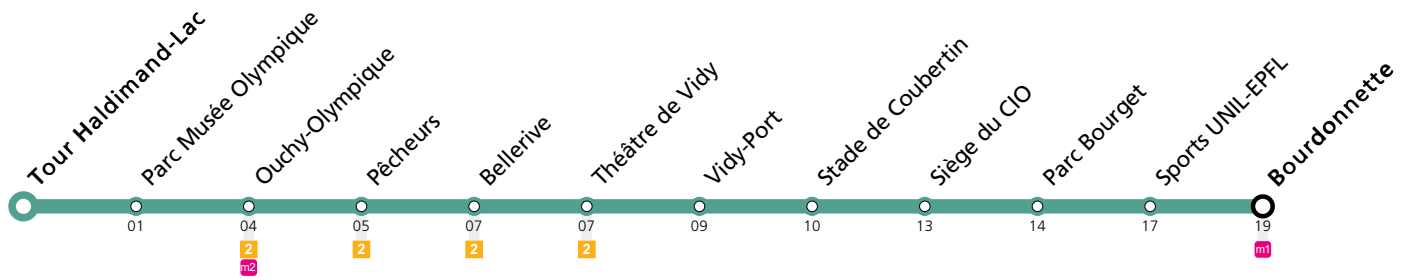 Tour Haldimand-Lac
Parc Musée Olympique
Ouchy-Olympique
Pêcheurs
Bellerive
Théâtre de Vidy
Vidy-Port
Stade de Coubertin
Siège du CIO
Parc Bourget
Sports UNIL-EPFL
Bourdonnette
01 04 05 07 07 09 10 13 14 17 19
2 2 2 2 m1
m2